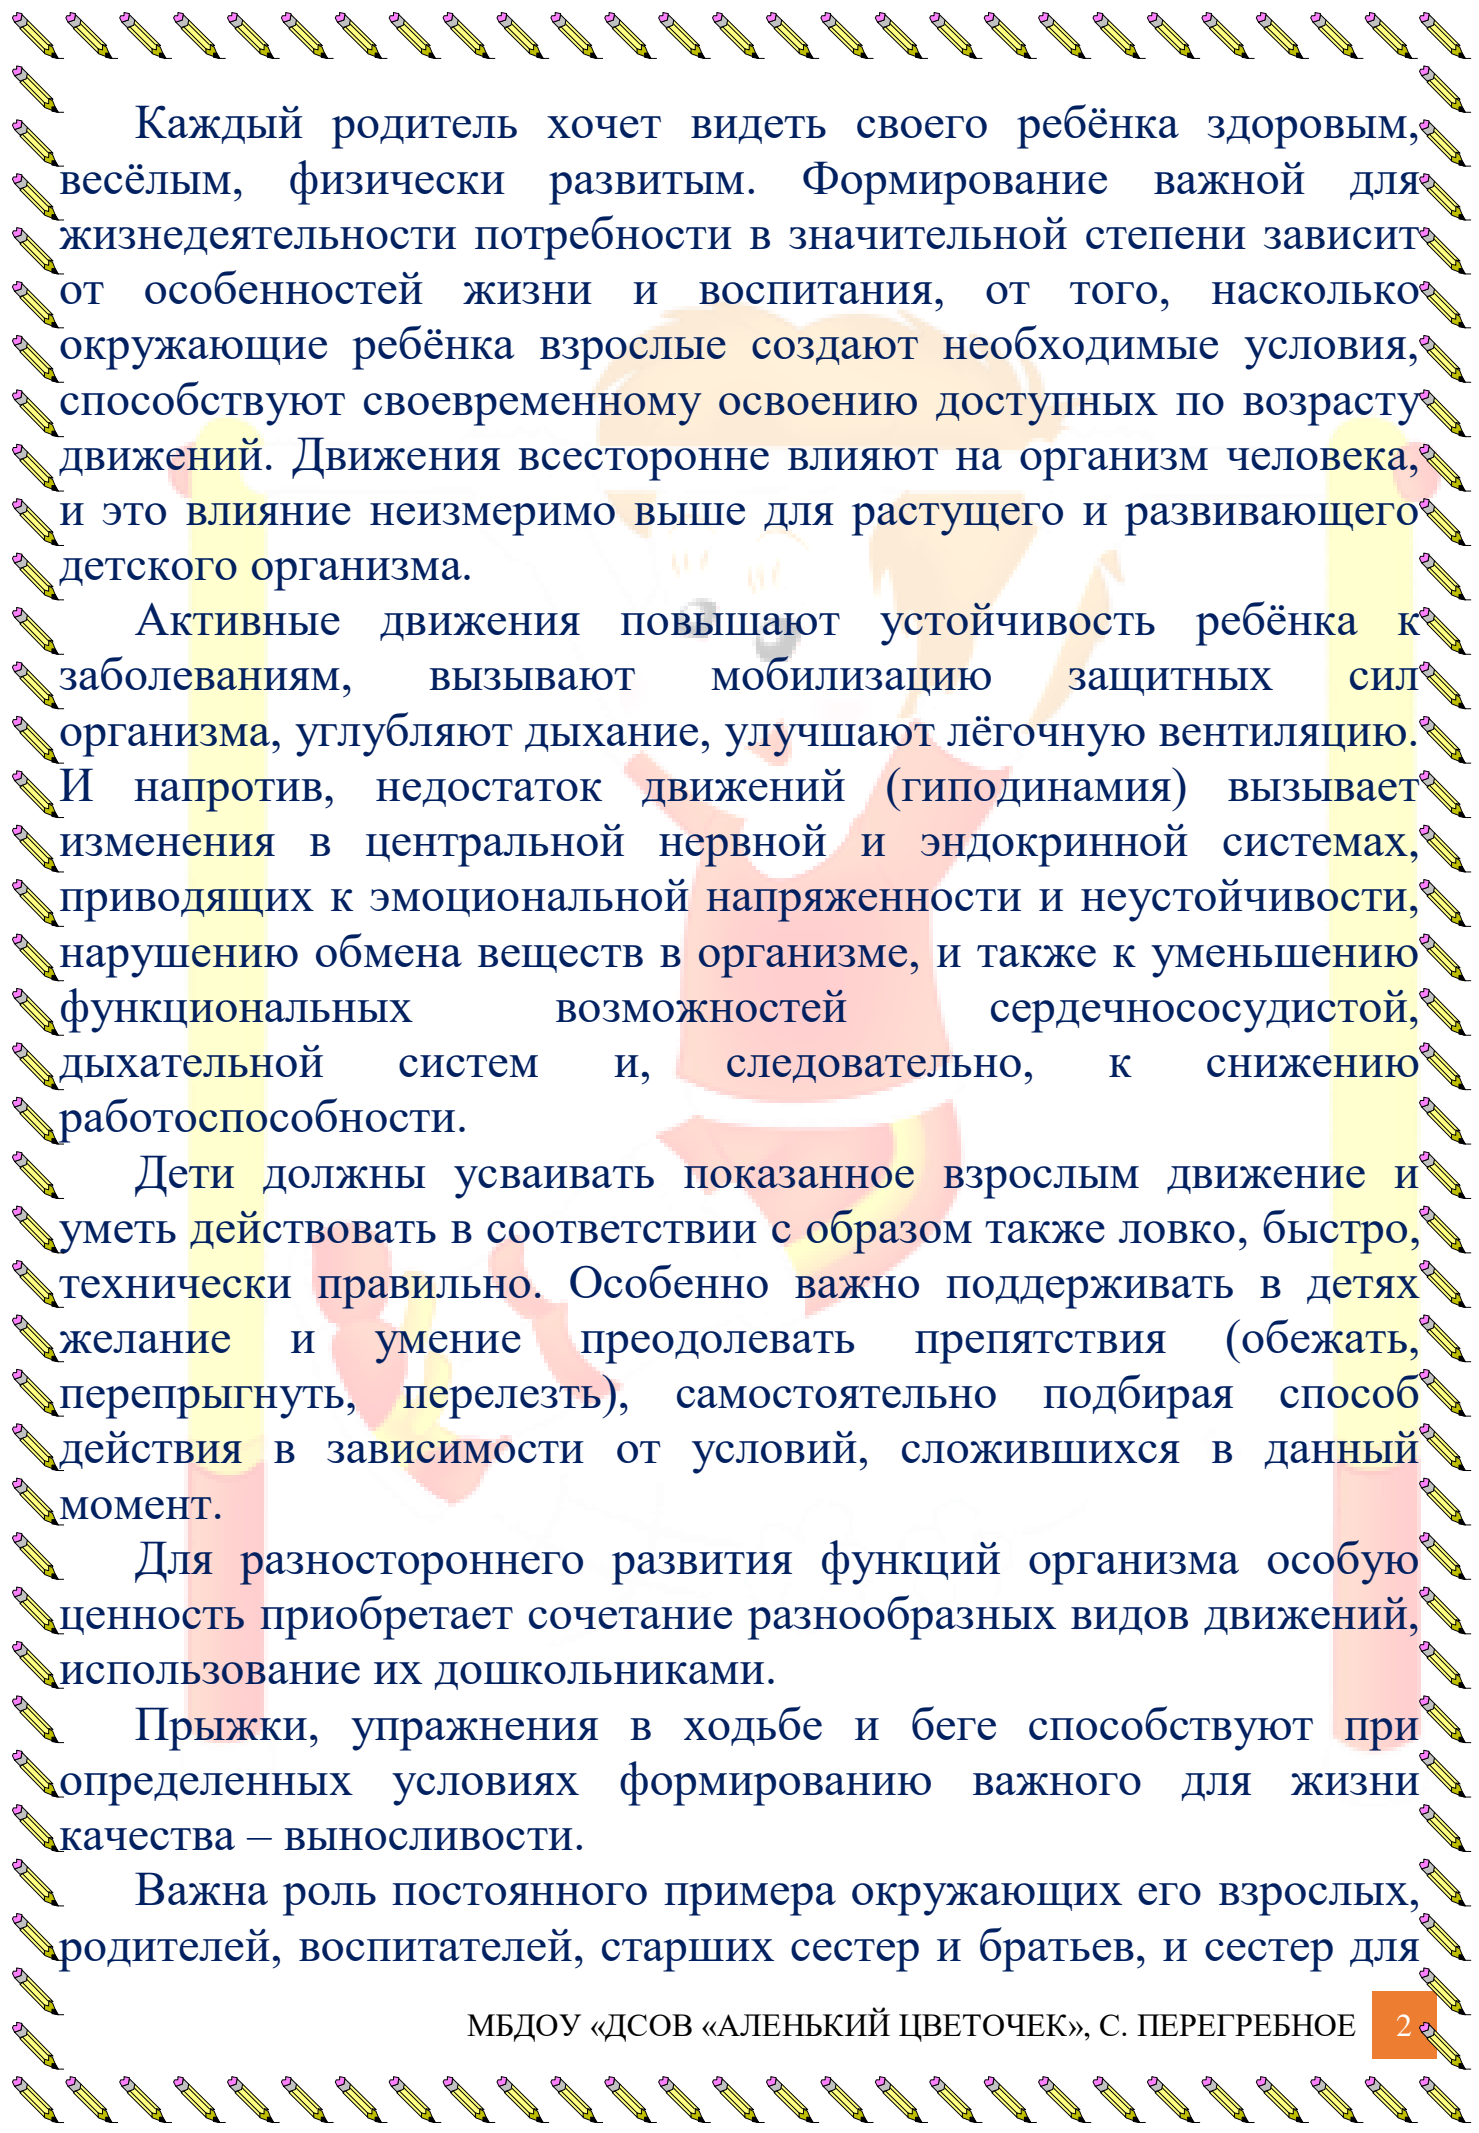 Каждый родитель хочет видеть своего ребёнка здоровым,
весёлым, физически развитым. Формирование важной для
жизнедеятельности потребности в значительной степени зависит
от особенностей жизни и воспитания, от того, насколько
окружающие ребёнка взрослые создают необходимые условия,
способствуют своевременному освоению доступных по возрасту
движений. Движения всесторонне влияют на организм человека,
и это влияние неизмеримо выше для растущего и развивающего
детского организма.
Активные движения повышают устойчивость ребёнка к
заболеваниям, вызывают мобилизацию защитных сил
организма, углубляют дыхание, улучшают лёгочную вентиляцию.
И напротив, недостаток движений (гиподинамия) вызывает
изменения в центральной нервной и эндокринной системах,
приводящих к эмоциональной напряженности и неустойчивости,
нарушению обмена веществ в организме, и также к уменьшению
функциональных возможностей сердечнососудистой,
дыхательной систем и, следовательно, к снижению
работоспособности.
Дети должны усваивать показанное взрослым движение и
уметь действовать в соответствии с образом также ловко, быстро,
технически правильно. Особенно важно поддерживать в детях
желание и умение преодолевать препятствия (обежать,
перепрыгнуть, перелезть), самостоятельно подбирая способ
действия в зависимости от условий, сложившихся в данный
момент.
Для разностороннего развития функций организма особую
ценность приобретает сочетание разнообразных видов движений,
использование их дошкольниками.
Прыжки, упражнения в ходьбе и беге способствуют при
определенных условиях формированию важного для жизни
качества – выносливости.
Важна роль постоянного примера окружающих его взрослых,
родителей, воспитателей, старших сестер и братьев, и сестер для
МБДОУ «ДСОВ «АЛЕНЬКИЙ ЦВЕТОЧЕК», С. ПЕРЕГРЕБНОЕ 2